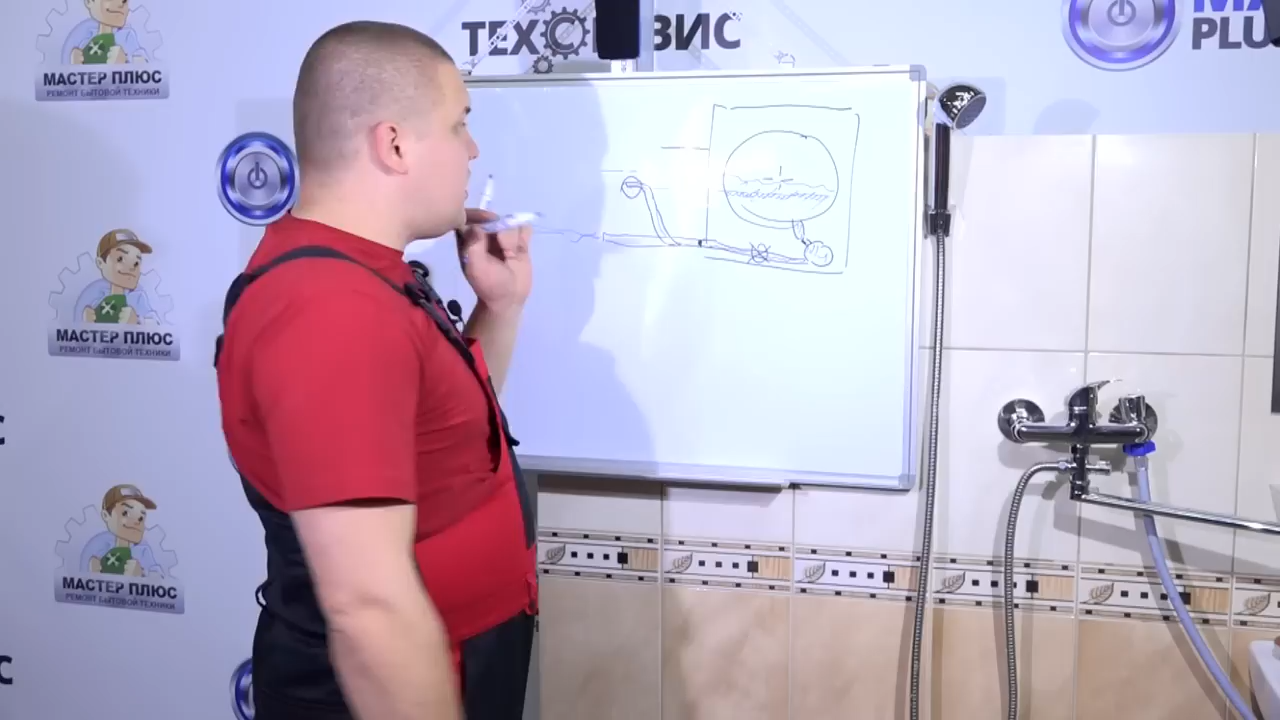 МАСТЕР ПЛЮС
РЕМОНТ БЫТОВОЙ ТЕХНИКИ
ТЕХ
ВИС
PLU
МАСТЕР ПЛЮС
РЕМОНТ БЫТОВОЙ ТЕХНИКИ
С
МАСТЕР ПЛЮС
РЕМОНТ БЫТОВОЙ ТЕХНИКИ
С